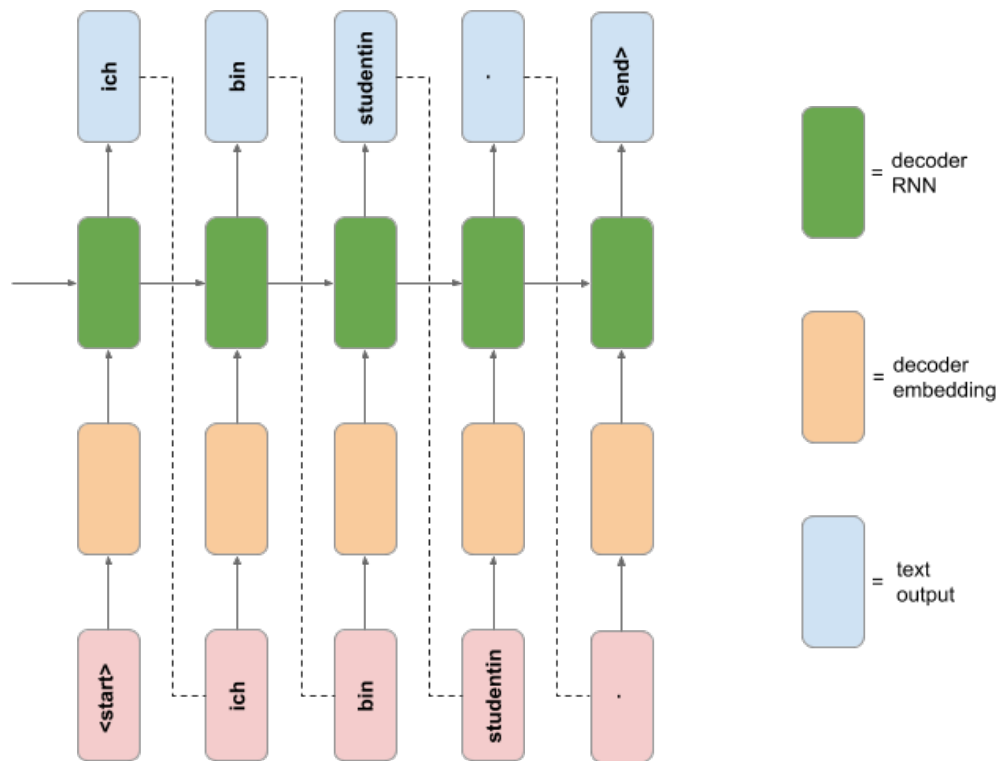 ich
bin
studentin
.
<end>
= decoder
RNN
= decoder
embedding
= text
output
<start>
ich
bin
studentin
.